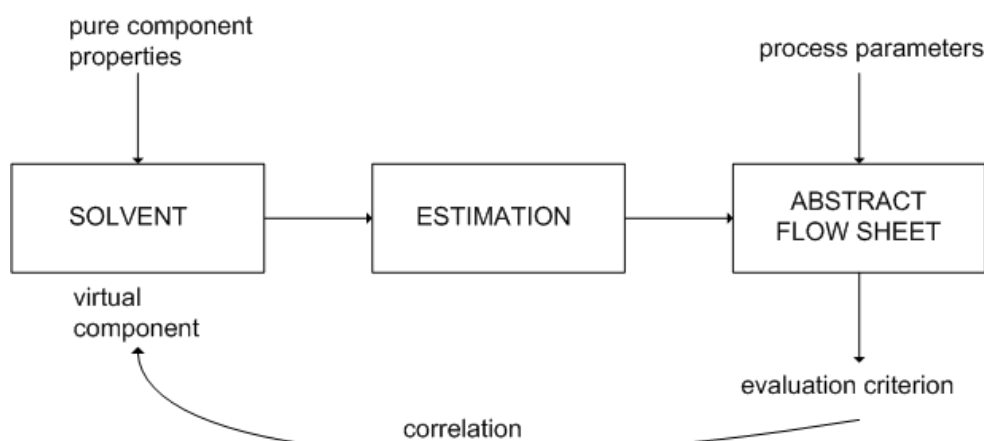 pure component
properties
process parameters
SOLVENT
ESTIMATION
ABSTRACT
FLOW SHEET
virtual
component
evaluation criterion
correlation